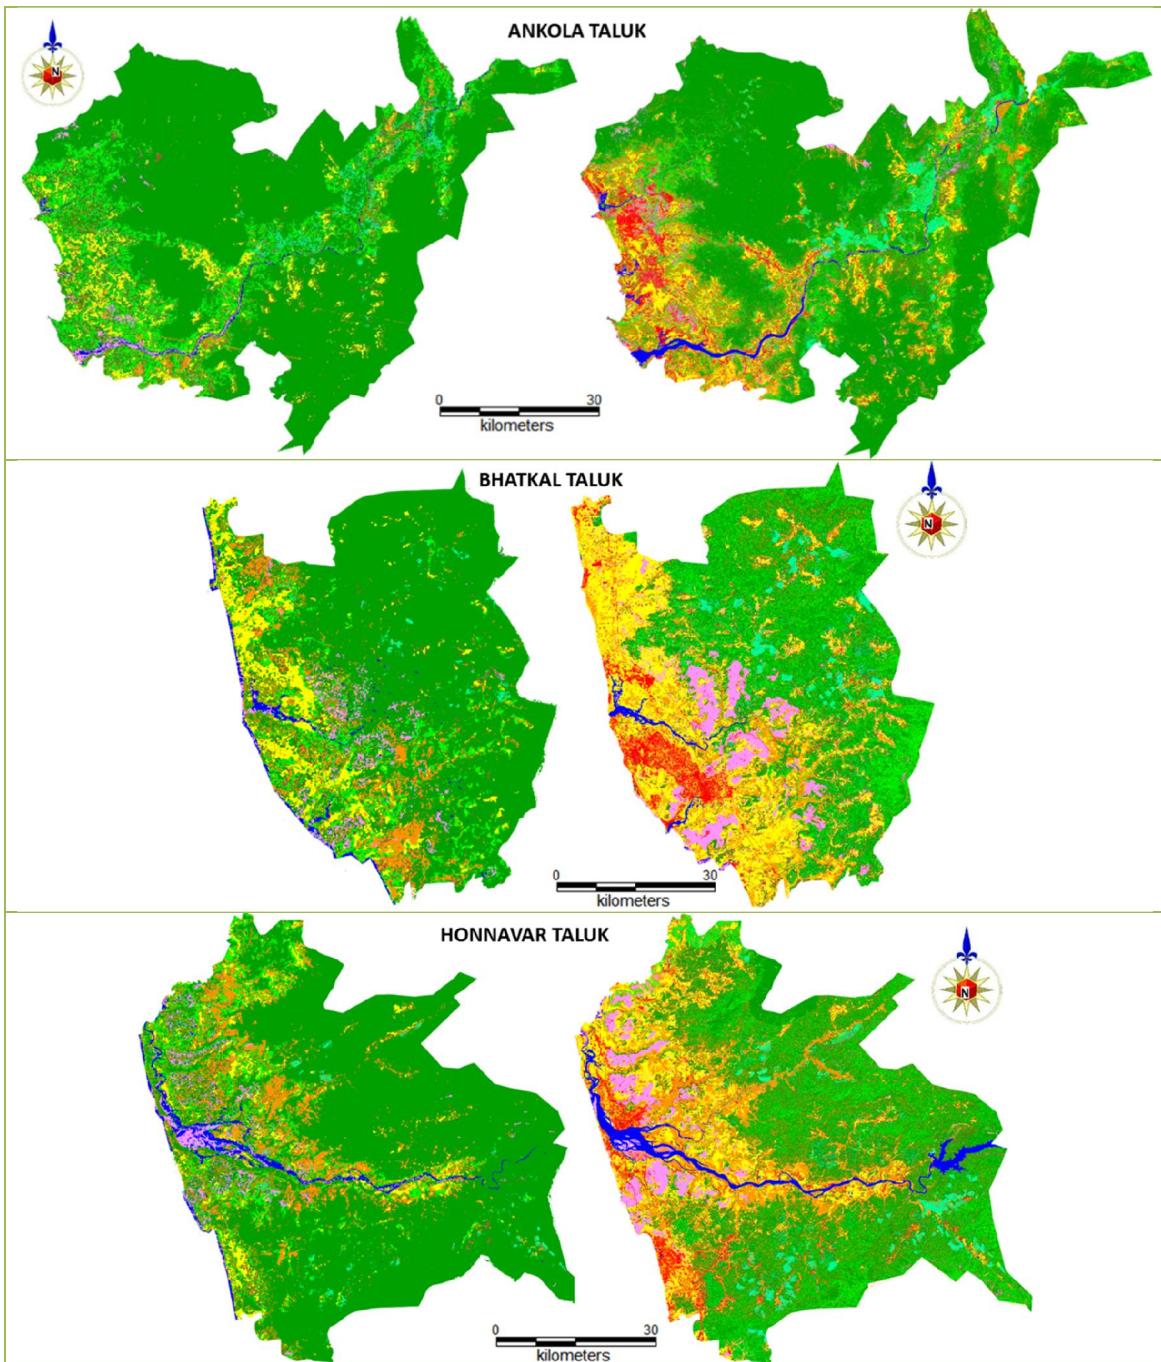 ANKOLA TALUK
N
0 30
kilometers
BHATKAL TALUK
N
0 30
kilometers
HONNAVAR TALUK
N
0 30
kilometers